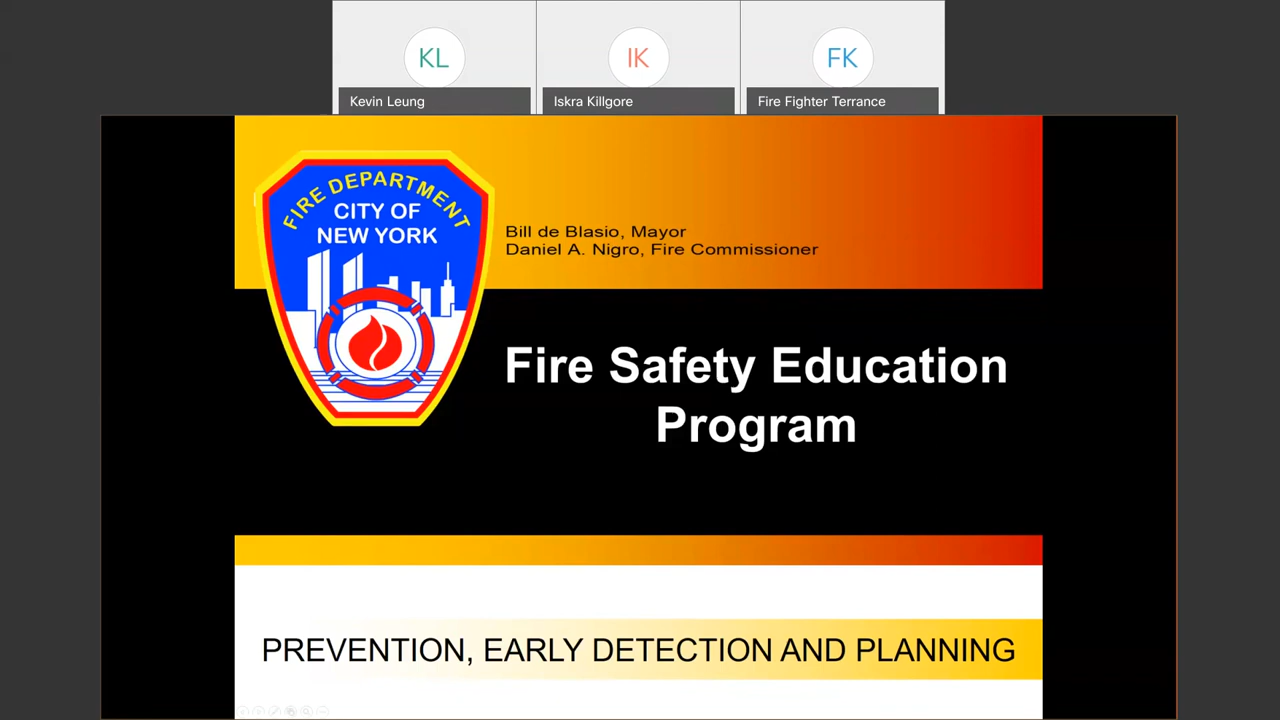 KL
IK
FK
Kevin Leung
Iskra Killgore
Fire Fighter Terrance
FIRE DEPARTMENT
CITY OF
NEW YORK
Bill de Blasio, Mayor
Daniel A. Nigro, Fire Commissioner
Fire Safety Education
Program
PREVENTION, EARLY DETECTION AND PLANNING